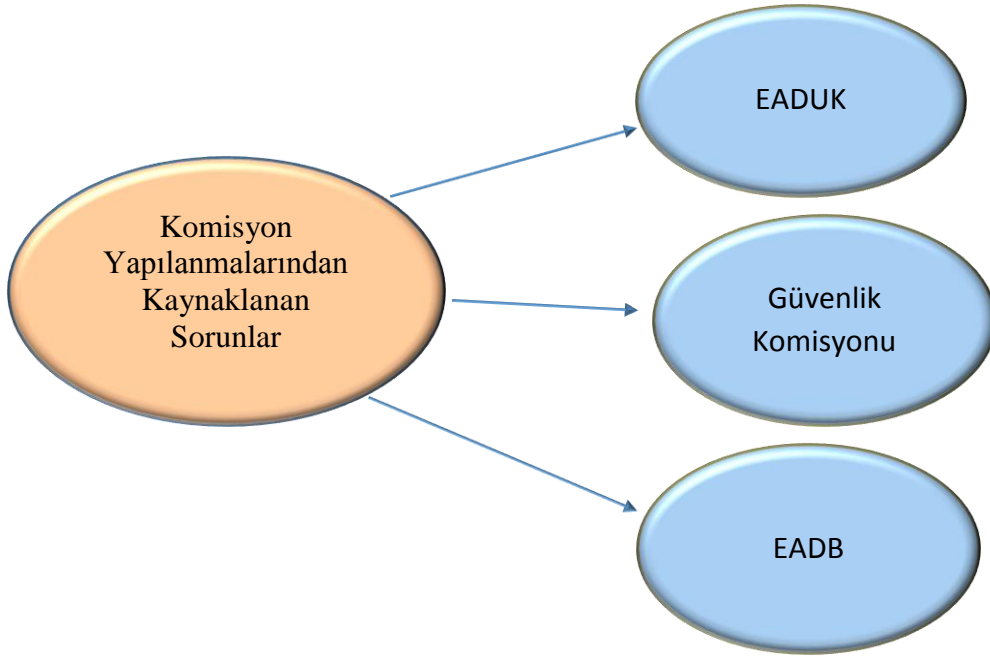 Komisyon
Yapılanmalarından
Kaynaklanan
Sorunlar
EADUK
Güvenlik
Komisyonu
EADB